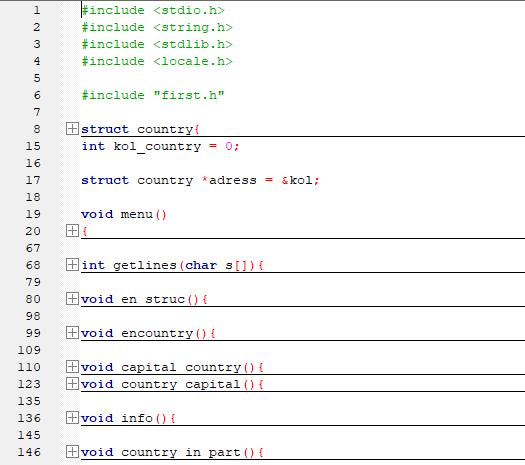 1 #include <stdio.h>
2 #include <string.h>
3 #include <stdlib.h>
4 #include <locale.h>
5
6 #include "first.h"
7
8 struct country{
15 int kol_country = 0;
16
17 struct country *adress = &kol;
18
19 void menu()
20 {
67
68 int getlines(char s[]){
79
80 void en_struc(){
98
99 void encountry(){
109
110 void capital_country(){
123 void country_capital(){
135
136 void info(){
145
146 void country_in_part(){